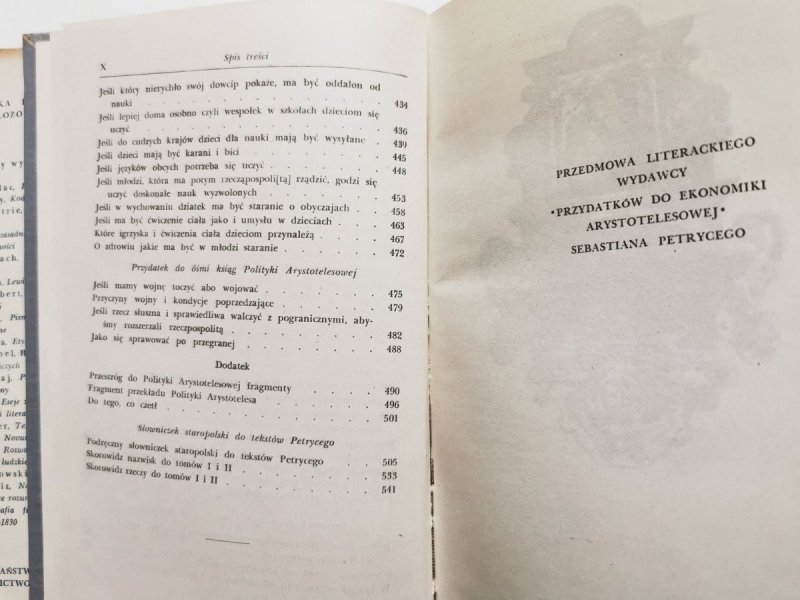 X
Spis treści
Jeśli który nierychło swój dowcip pokaże, ma być oddalon od
nauki . . . . . . . . . . 434
Jeśli lepiej doma osobno czyli wespołek w szkołach dzieciom się
uczyć . . . . . . . . . . 436
Jeśli do cudzych krajów dzieci dla nauki mają być wysyłane . 439
Jeśli dzieci mają być karani i bici . . . . . . 445
Jeśli języków obcych potrzeba się uczyć . . . . . 448
Jeśli młodzi, która ma potym rzecząpospoli[tą] rządzić, godzi się
uczyć doskonale nauk wyzwolonych . . . . . 453
Jeśli w wychowaniu dziatek ma być staranie o obyczajach . 458
Jeśli ma być ćwiczenie ciała jako i umysłu w dzieciach . . 463
Które igrzyska i ćwiczenia ciała dzieciom przynależą . . 467
O zdrowiu jakie ma być w młodzi staranie . . . . 472
Przydatek do ósmi ksiąg Polityki Arystotelesowej
Jeśli mamy wojnę toczyć abo wojować . . . . . 475
Przyczyny wojny i kondycje poprzedzające . . . . 479
Jeśli rzecz słuszna i sprawiedliwa walczyć z pogranicznymi, aby-
śmy rozszerzali rzeczpospolitą . . . . . . 482
Jako się sprawować po przegranej . . . . . . 488
Dodatek
Przestróg do Polityki Arystotelesowej fragmenty . . . 490
Fragment przekładu Polityki Arystotelesa . . . . 496
Do tego, co czetł . . . . . . . . . 501
Słowniczek staropolski do tekstów Petrycego
Podręczny słowniczek staropolski do tekstów Petrycego . . 505
Skorowidz nazwisk do tomów I i II . . . . . 533
Skorowidz rzeczy do tomów I i II . . . . . . 541
PRZEDMOWA LITERACKIEGO
WYDAWCY
•PRZYDATKÓW DO EKONOMIKI
ARYSTOTELESOWEJ•
SEBASTIANA PETRYCEGO